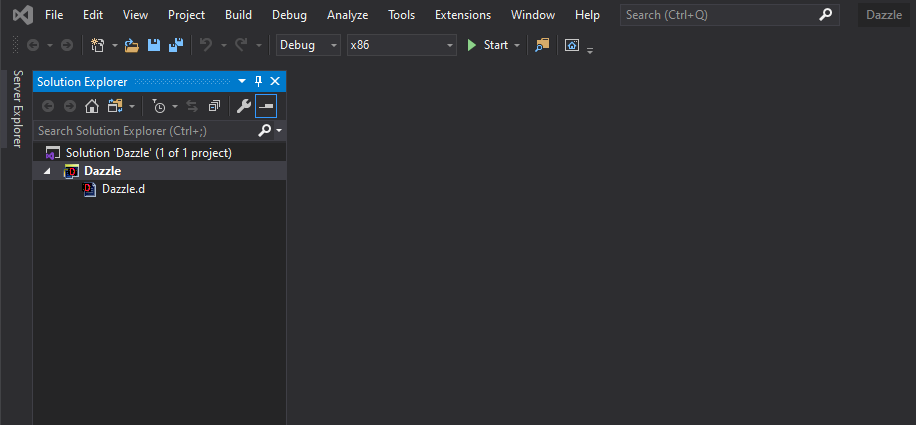 File Edit View Project Build Debug Analyze Tools Extensions Window Help Search (Ctrl+Q) Dazzle
Debug x86 Start
Server Explorer
Solution Explorer
Search Solution Explorer (Ctrl+;)
Solution 'Dazzle' (1 of 1 project)
Dazzle
Dazzle.d